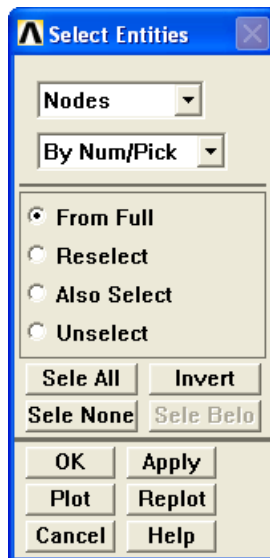 Select Entities
Nodes
By Num/Pick
From Full
Reselect
Also Select
Unselect
Sele All Invert
Sele None Sele Belo
OK Apply
Plot Replot
Cancel Help